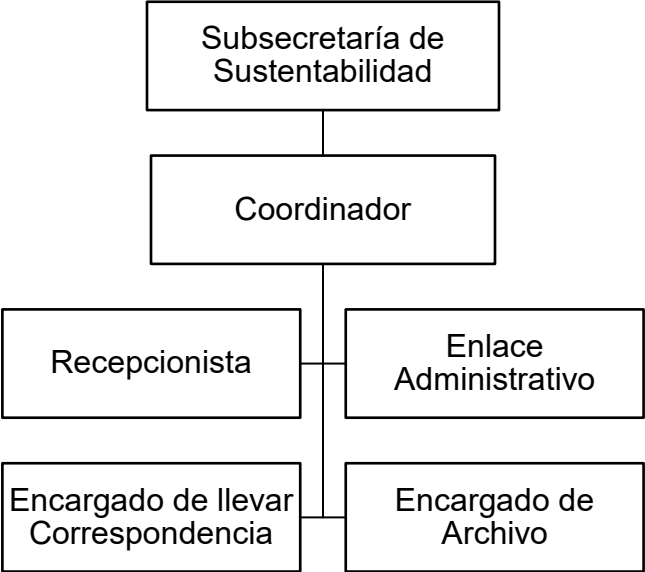 Subsecretaría de
Sustentabilidad
Coordinador
Recepcionista
Enlace
Administrativo
Encargado de llevar
Correspondencia
Encargado de
Archivo